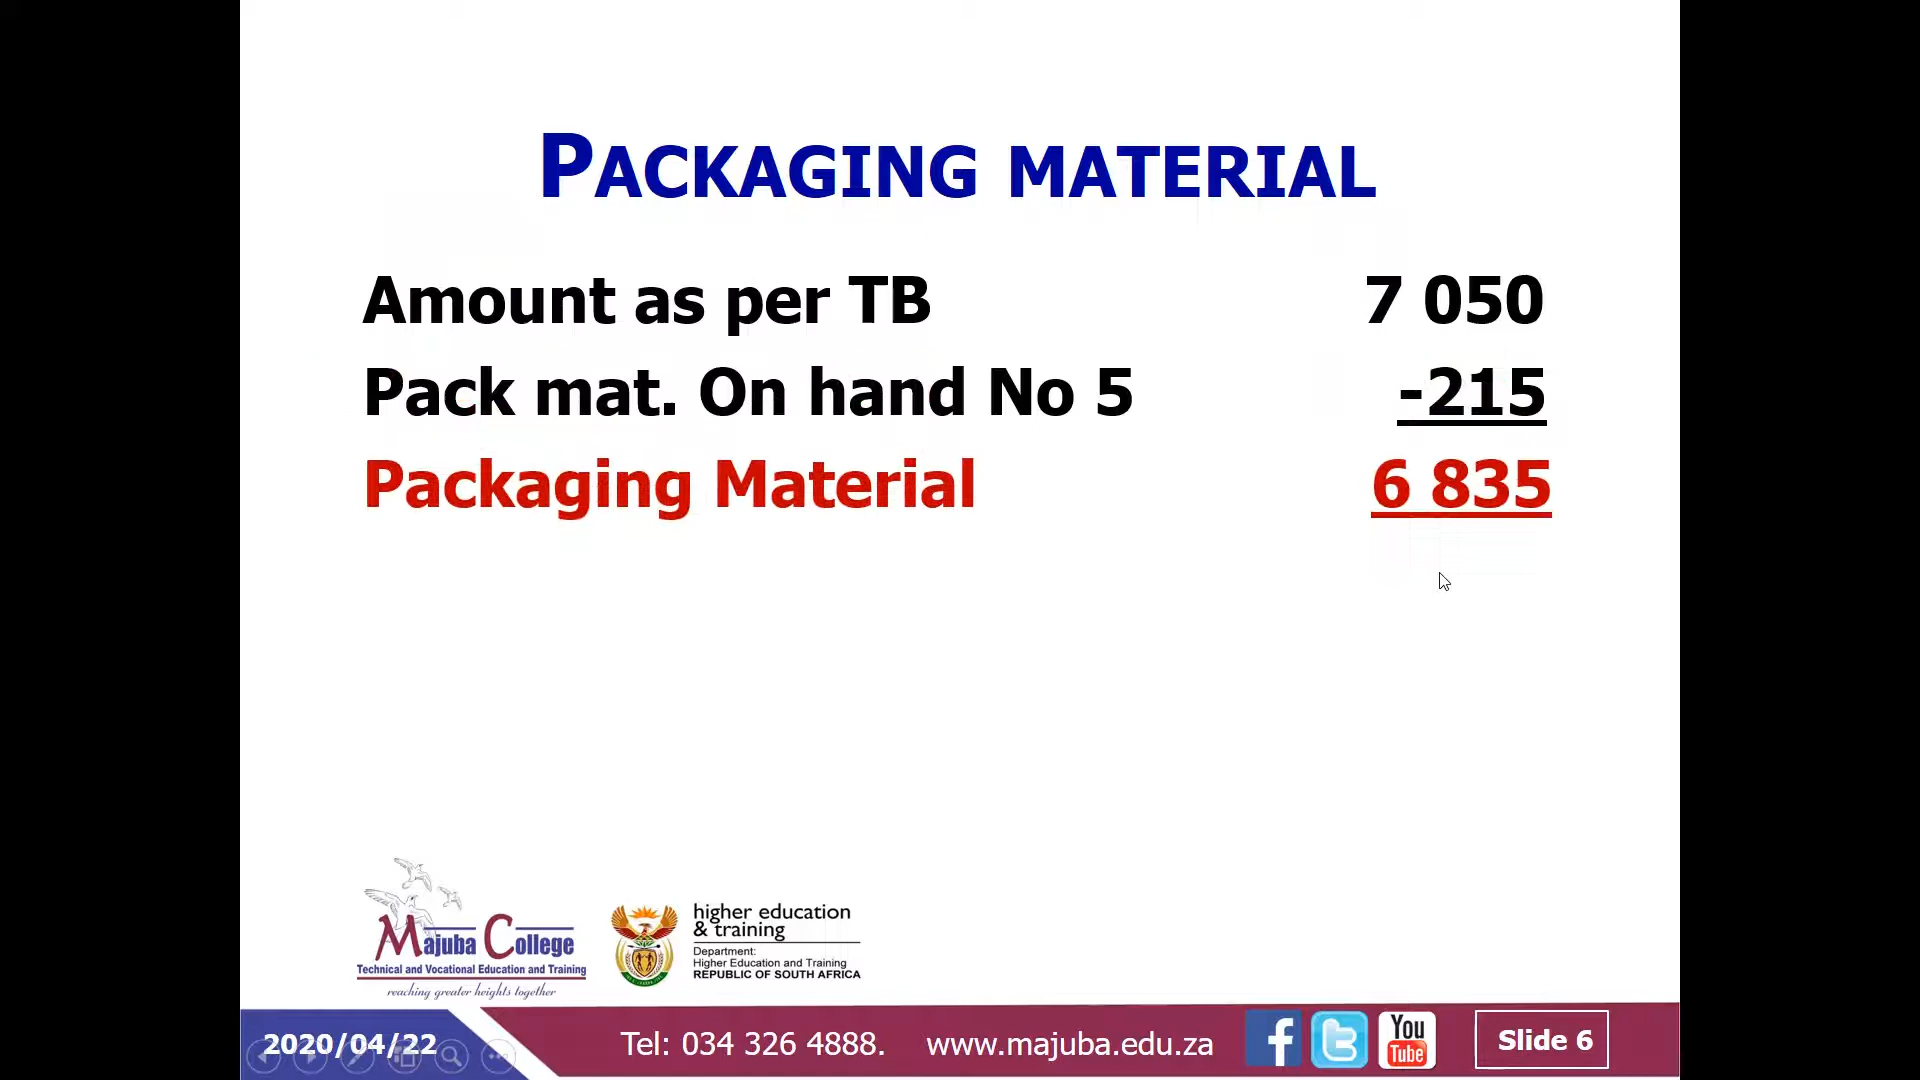 PACKAGING MATERIAL
Amount as per TB 7 050
Pack mat. On hand No 5 -215
Packaging Material 6 835
Majuba College
Technical and Vocational Education and Training
reaching greater heights together
higher education
& training
Department:
Higher Education and Training
REPUBLIC OF SOUTH AFRICA
2020/04/22 Tel: 034 326 4888. www.majuba.edu.za f t You Tube Slide 6